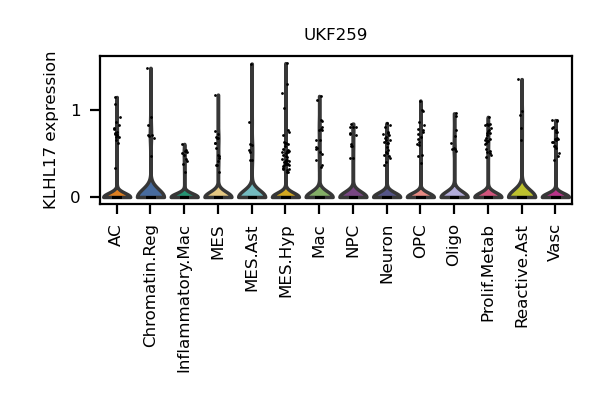 UKF259
KLHL17 expression
1
0
AC
Chromatin.Reg
Inflammatory.Mac
MES
MES.Ast
MES.Hyp
Mac
NPC
Neuron
OPC
Oligo
Prolif.Metab
Reactive.Ast
Vasc